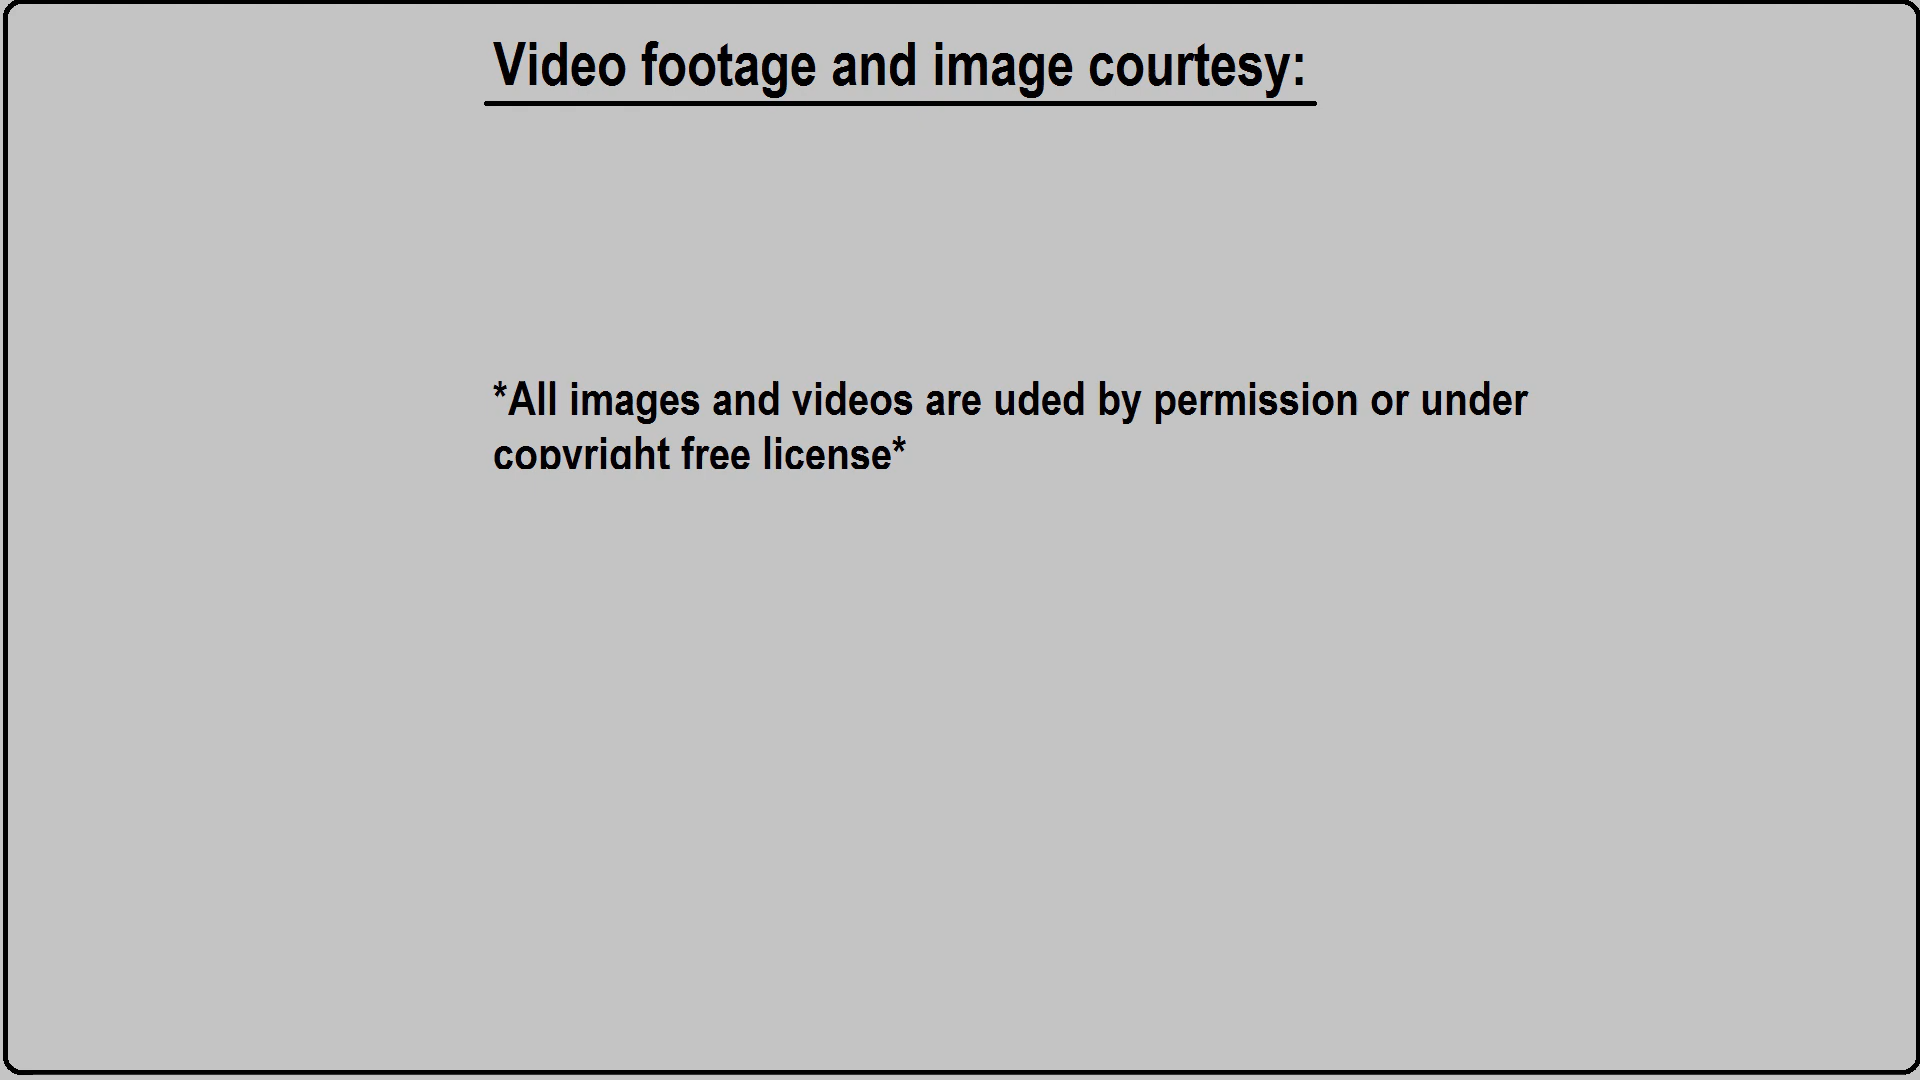 Video footage and image courtesy:
*All images and videos are uded by permission or under
copyright free license*